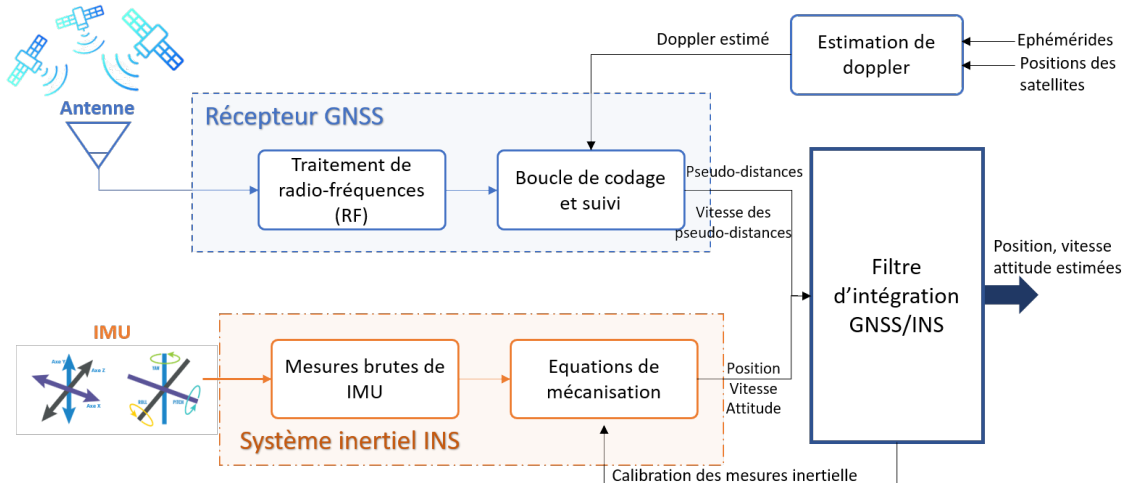 Doppler estimé
Estimation de
doppler
Ephémérides
Positions des
satellites
Antenne
Récepteur GNSS
Traitement de
radio-fréquences
(RF)
Boucle de codage
et suivi
Pseudo-distances
Vitesse des
pseudo-distances
Filtre
d’intégration
GNSS/INS
Position, vitesse
attitude estimées
IMU
Axe Z
Axe X
Mesures brutes de
IMU
Equations de
mécanisation
Position
Vitesse
Attitude
Système inertiel INS
Calibration des mesures inertielle